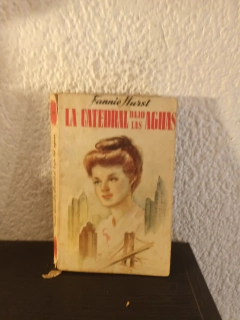 Fannie Hurst
LA CATEDRAL BAJO LAS AGUAS